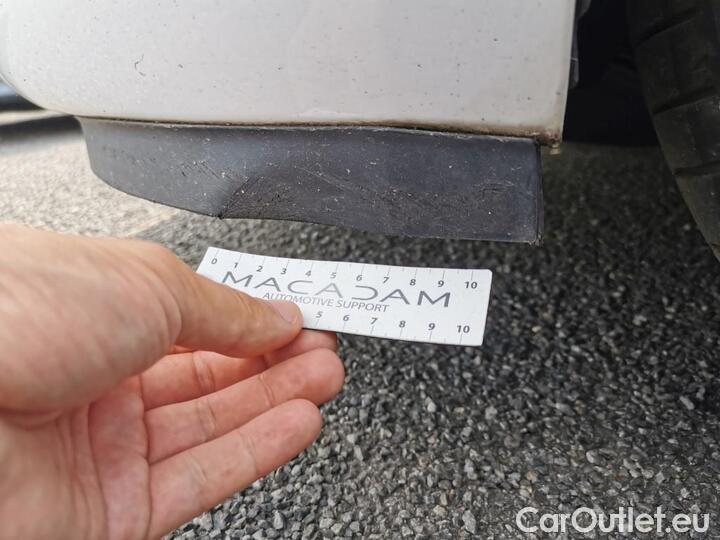 0 1 2 3 4 5 6 7 8 9 10
MACADAM
AUTOMOTIVE SUPPORT
5 6 7 8 9 10
CarOutlet.eu